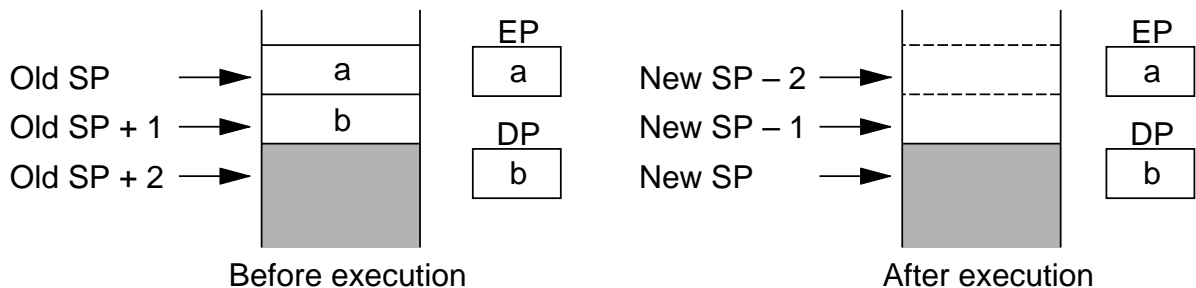 EP
Old SP
a
a
Old SP + 1
b
DP
Old SP + 2
b
Before execution
EP
New SP – 2
a
New SP – 1
DP
New SP
b
After execution